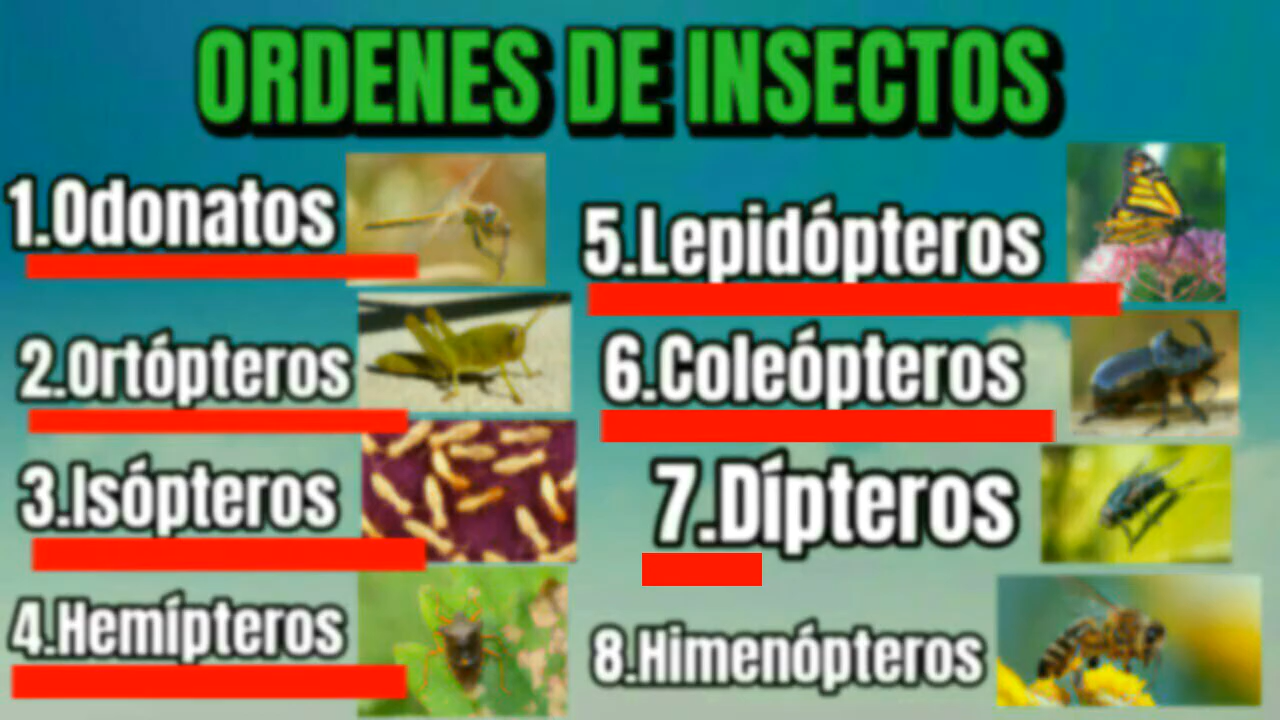 ORDENES DE INSECTOS
1.Odonatos
2.Ortópteros
3.Isópteros
4.Hemípteros
5.Lepidópteros
6.Coleópteros
7.Dípteros
8.Himenópteros